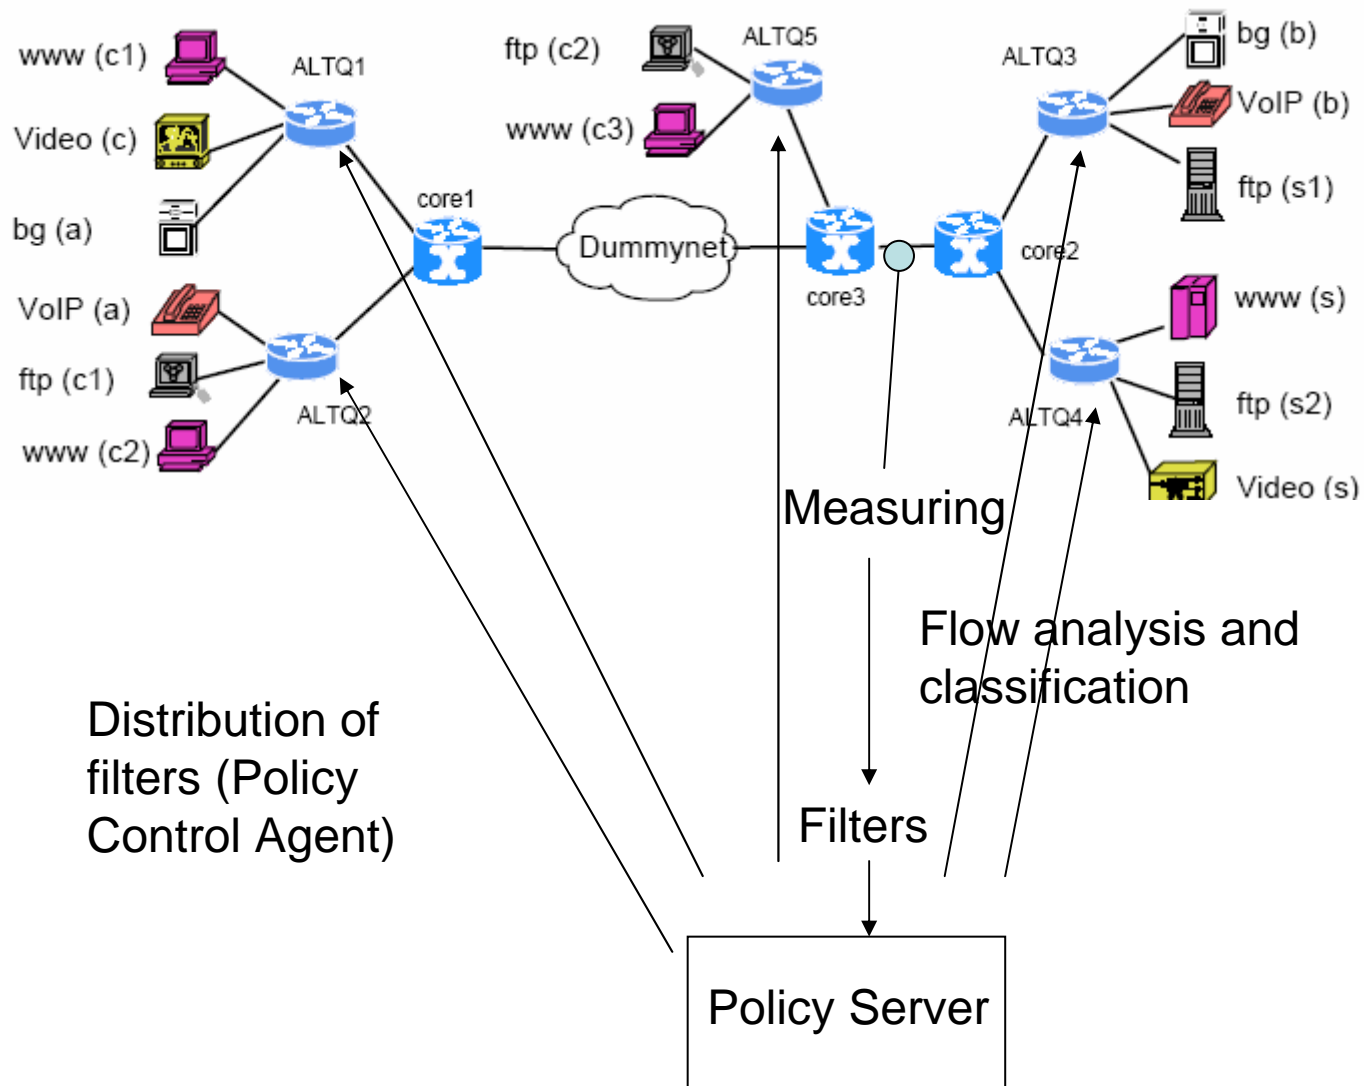 www (c1)
ALTQ1
Video (c)
bg (a)
core1
VoIP (a)
ftp (c1)
ALTQ2
www (c2)
ftp (c2)
ALTQ5
www (c3)
Dummynet
core3
ALTQ3
bg (b)
VoIP (b)
ftp (s1)
core2
www (s)
ALTQ4
ftp (s2)
Video (s)
Measuring
Flow analysis and
classification
Distribution of
filters (Policy
Control Agent)
Filters
Policy Server